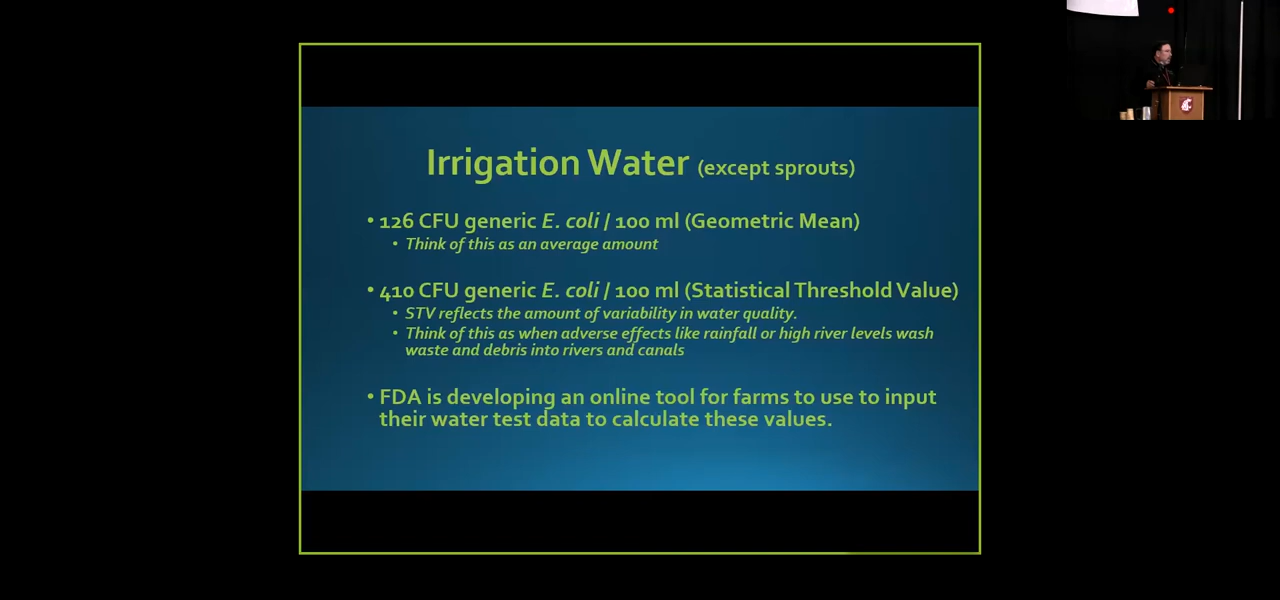 Irrigation Water (except sprouts)
• 126 CFU generic E. coli / 100 ml (Geometric Mean)
• Think of this as an average amount
• 410 CFU generic E. coli / 100 ml (Statistical Threshold Value)
• STV reflects the amount of variability in water quality.
• Think of this as when adverse effects like rainfall or high river levels wash
waste and debris into rivers and canals
• FDA is developing an online tool for farms to use to input
their water test data to calculate these values.